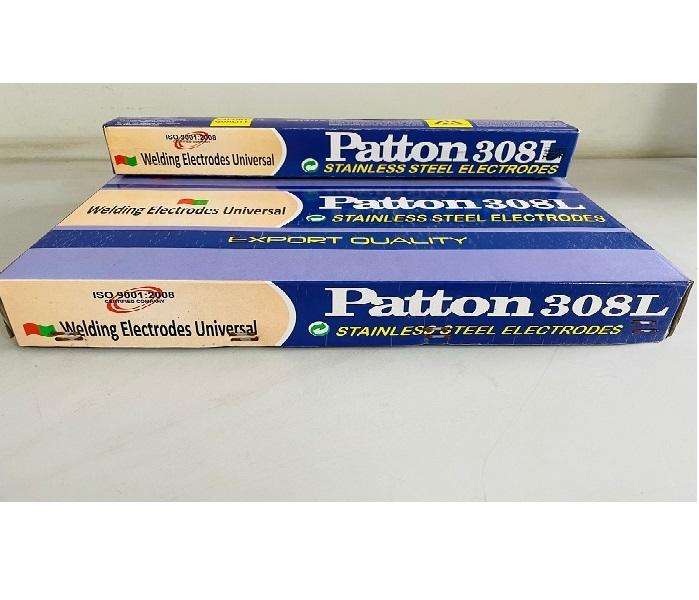 ISO 9001:2008
Welding Electrodes Universal
Patton 308L
STAINLESS STEEL ELECTRODES
Welding Electrodes Universal
Patton 308L
STAINLESS STEEL ELECTRODES
EXPORT QUALITY
ISO 9001:2008
CERTIFIED COMPANY
Welding Electrodes Universal
Patton 308L
STAINLESS STEEL ELECTRODES